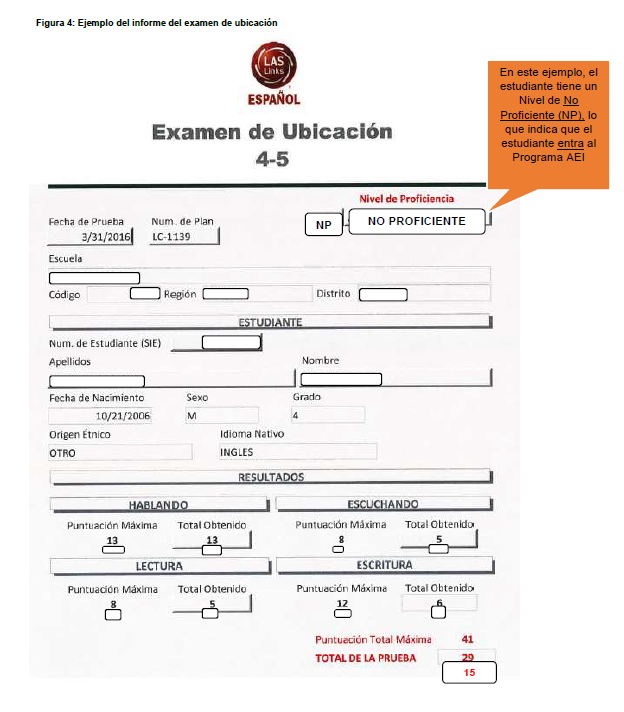 Figura 4: Ejemplo del informe del examen de ubicación
LAS
Links
ESPAÑOL
Examen de Ubicación
4-5
En este ejemplo, el
estudiante tiene un
Nivel de No
Proficiente (NP), lo
que indica que el
estudiante entra al
Programa AEI
Nivel de Proficiencia
NP NO PROFICIENTE
Fecha de Prueba Num. de Plan
3/31/2016 LC-1139
Escuela
Código Región Distrito
ESTUDIANTE
Num. de Estudiante (SIE)
Apellidos Nombre
Fecha de Nacimiento Sexo Grado
10/21/2006 M 4
Origen Étnico Idioma Nativo
OTRO INGLES
RESULTADOS
HABLANDO ESCUCHANDO
Puntuación Máxima Total Obtenido Puntuación Máxima Total Obtenido
13 13 8 5
LECTURA ESCRITURA
Puntuación Máxima Total Obtenido Puntuación Máxima Total Obtenido
8 5 12 6
Puntuación Total Máxima 41
TOTAL DE LA PRUEBA 29
15